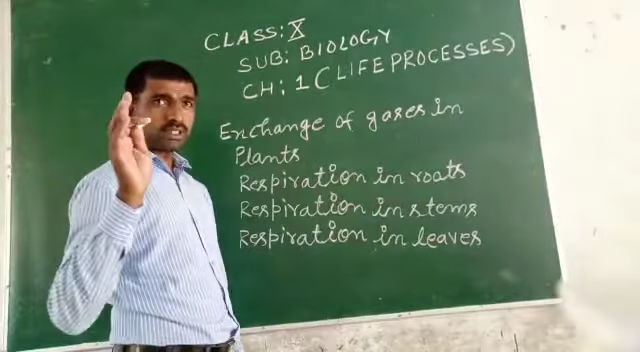 CLASS: X
SUB: BIOLOGY
CH: 1 (LIFE PROCESSES)
Exchange of gases in
Plants
Respiration in roots
Respiration in stems
Respiration in leaves